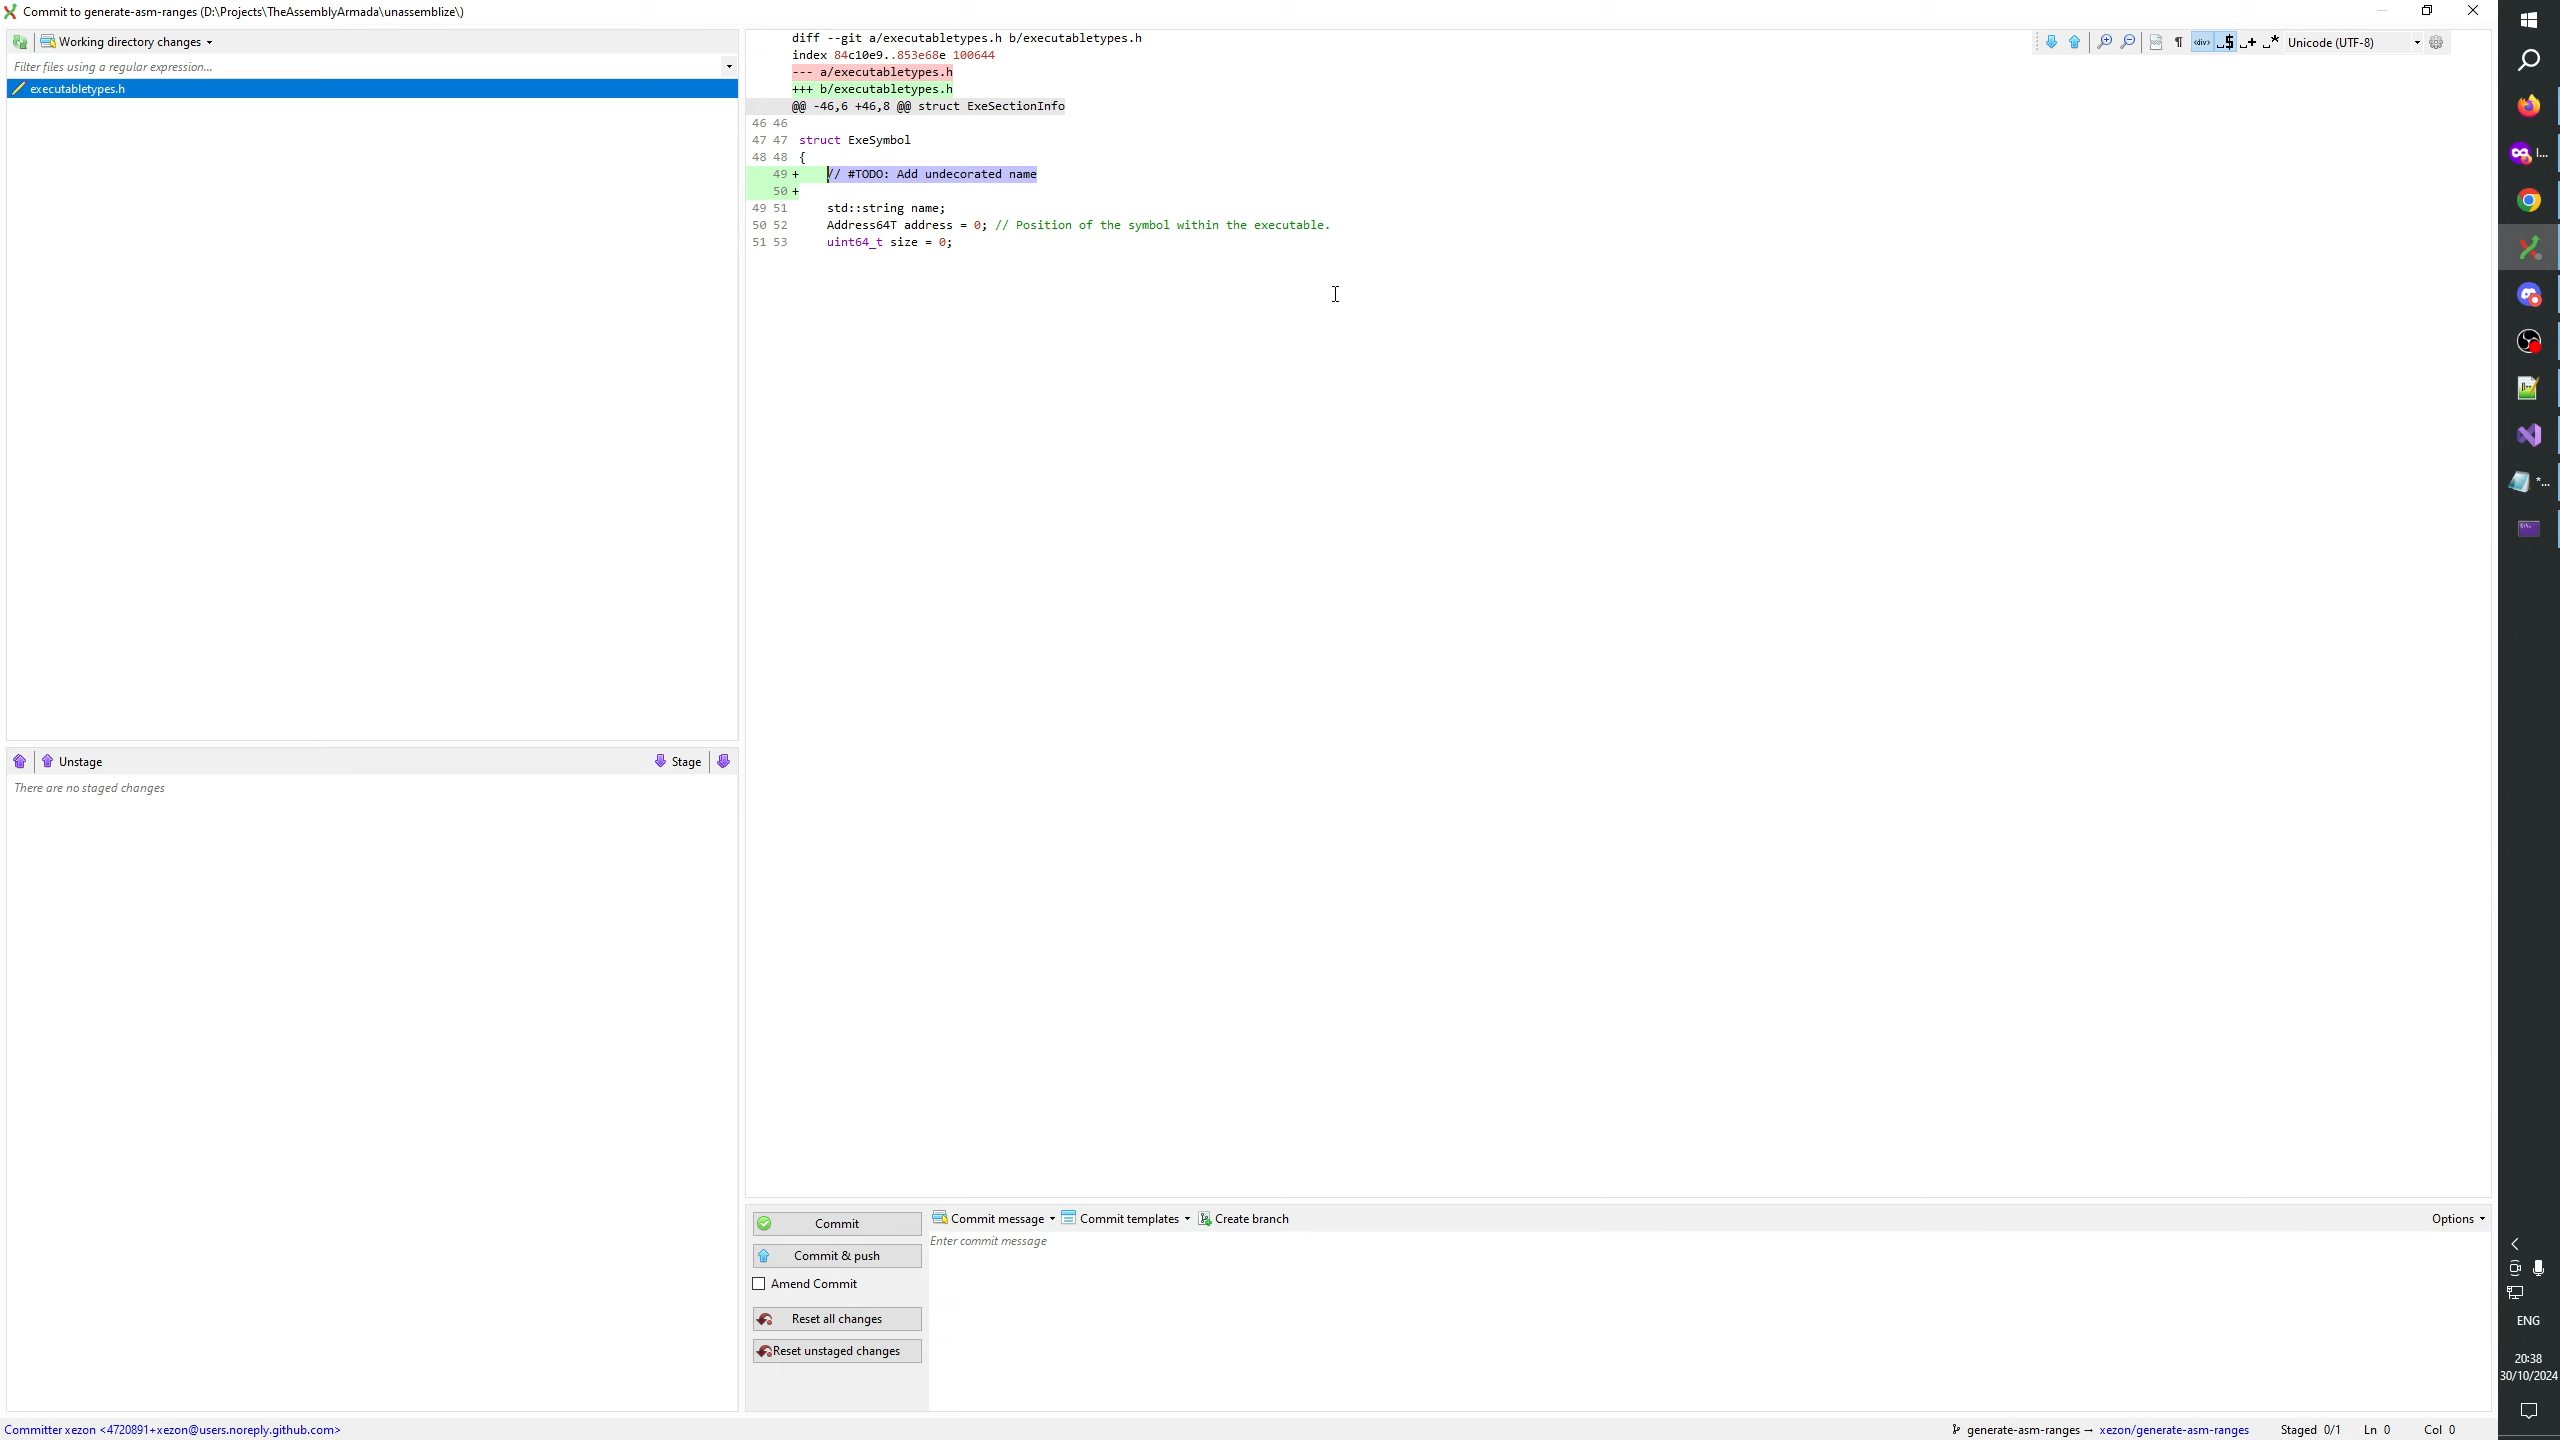 Commit to generate-asm-ranges (D:\Projects\TheAssemblyArmada\unassemblize\)
Working directory changes
Filter files using a regular expression...
executabletypes.h
diff --git a/executabletypes.h b/executabletypes.h
index 84c10e9..853e68e 100644
--- a/executabletypes.h
+++ b/executabletypes.h
@@ -46,6 +46,8 @@ struct ExeSectionInfo
46 46
47 47 struct ExeSymbol
48 48 {
49 + // #TODO: Add undecorated name
50 +
49 51 std::string name;
50 52 Address64T address = 0; // Position of the symbol within the executable.
51 53 uint64_t size = 0;
Unicode (UTF-8)
Unstage
Stage
There are no staged changes
Commit
Commit & push
Amend Commit
Reset all changes
Reset unstaged changes
Commit message
Commit templates
Create branch
Options
Enter commit message
Committer xezon <4720891+xezon@users.noreply.github.com>
generate-asm-ranges → xezon/generate-asm-ranges
Staged 0/1
Ln 0
Col 0
I...
*...
ENG
20:38
30/10/2024